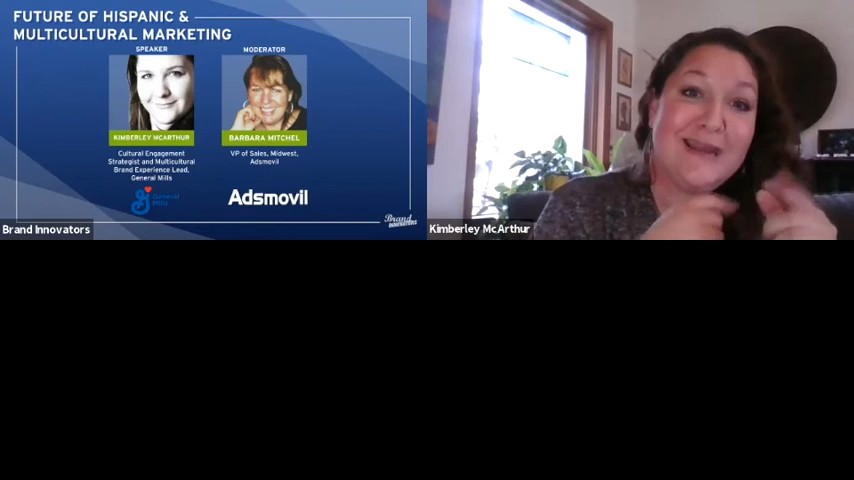 FUTURE OF HISPANIC &
MULTICULTURAL MARKETING
SPEAKER
KIMBERLEY MCARTHUR
Cultural Engagement
Strategist and Multicultural
Brand Experience Lead,
General Mills
General
Mills
MODERATOR
BARBARA MITCHEL
VP of Sales, Midwest,
Adsmovil
Adsmovil
Brand
INNOVATORS
Brand Innovators
Kimberley McArthur